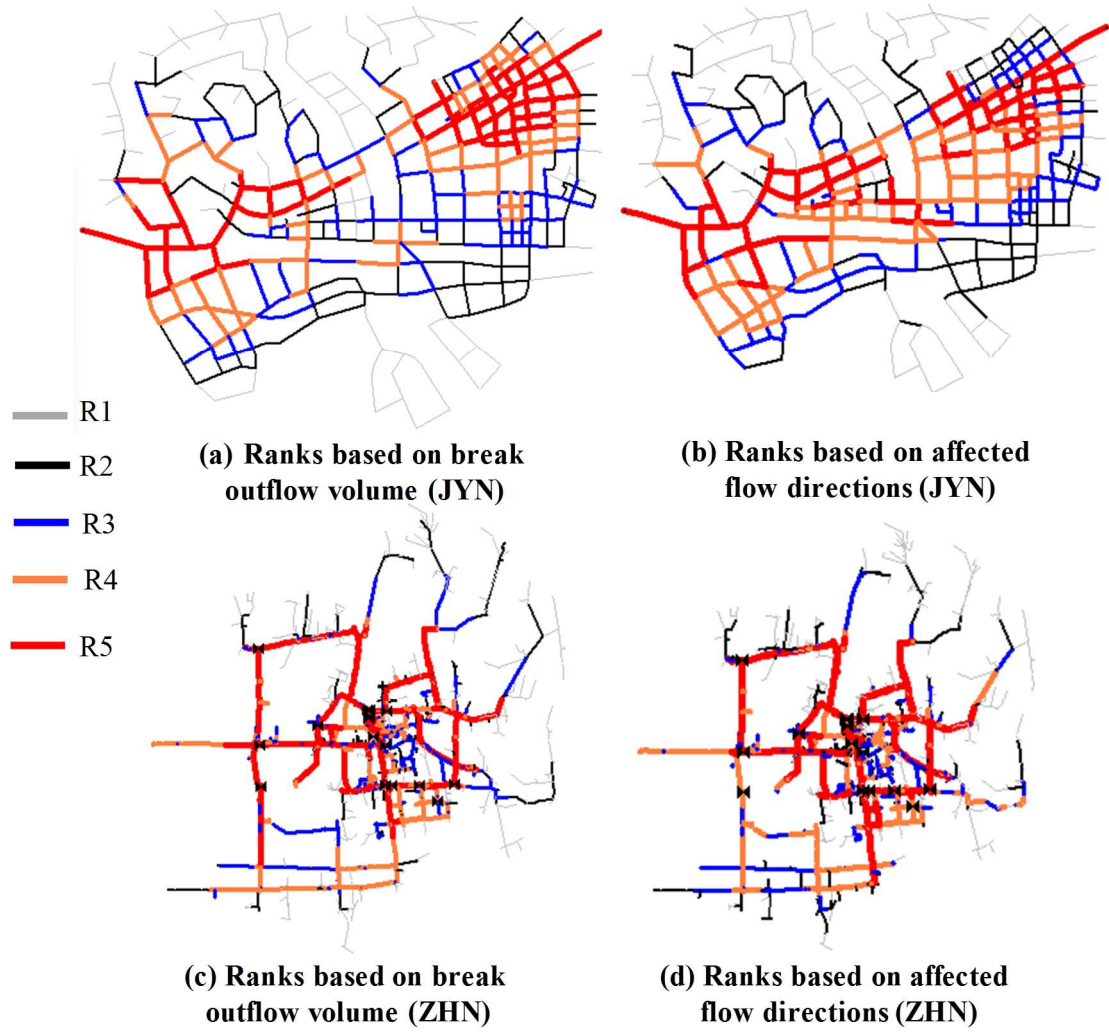 (a) Ranks based on break
outflow volume (JYN)
(b) Ranks based on affected
flow directions (JYN)
R1
R2
R3
R4
R5
(c) Ranks based on break
outflow volume (ZHN)
(d) Ranks based on affected
flow directions (ZHN)